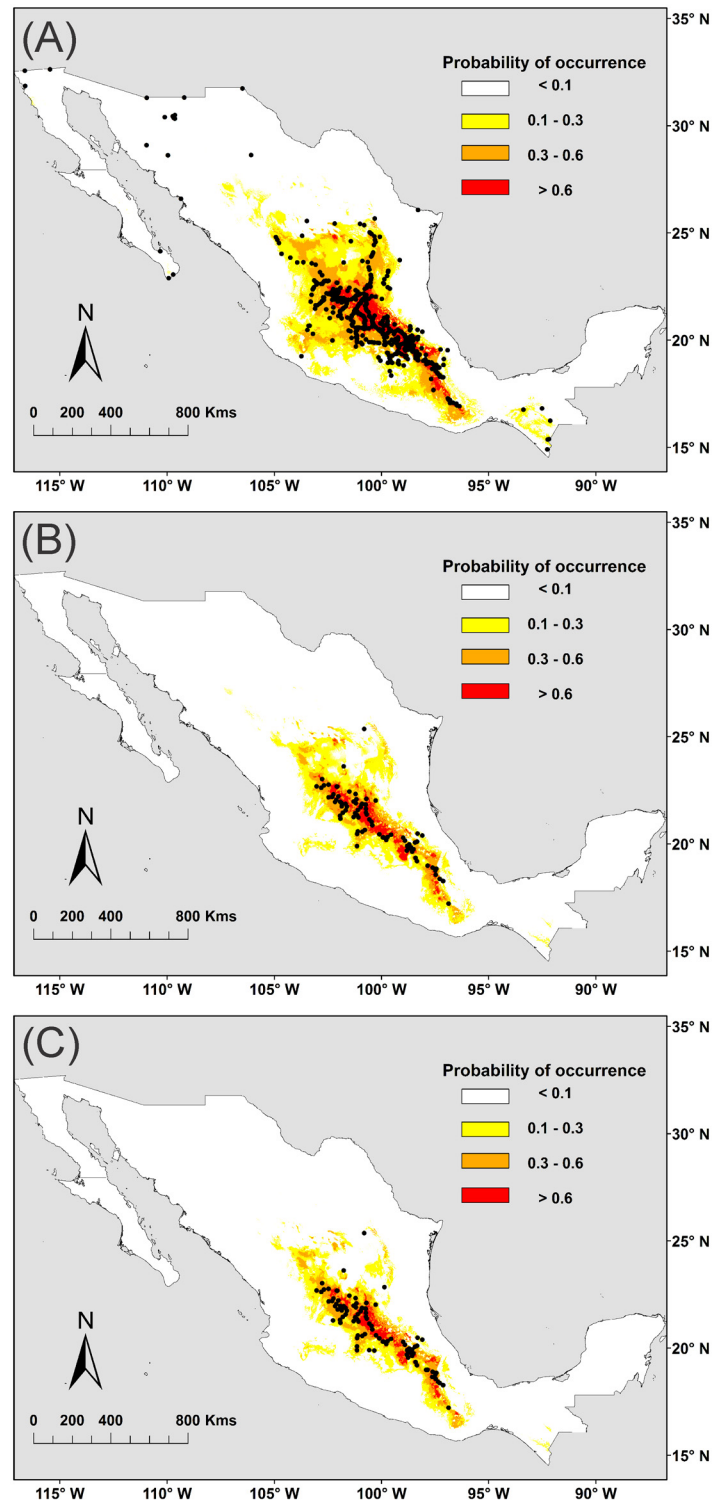 (A)
35° N
Probability of occurrence
< 0.1
0.1 - 0.3
30° N
0.3 - 0.6
> 0.6
25° N
N
20° N
0 200 400 800 Kms
15° N
115° W 110° W 105° W 100° W 95° W 90° W
(B)
35° N
Probability of occurrence
< 0.1
0.1 - 0.3
30° N
0.3 - 0.6
> 0.6
25° N
N
20° N
0 200 400 800 Kms
15° N
115° W 110° W 105° W 100° W 95° W 90° W
(C)
35° N
Probability of occurrence
< 0.1
0.1 - 0.3
30° N
0.3 - 0.6
> 0.6
25° N
N
20° N
0 200 400 800 Kms
15° N
115° W 110° W 105° W 100° W 95° W 90° W